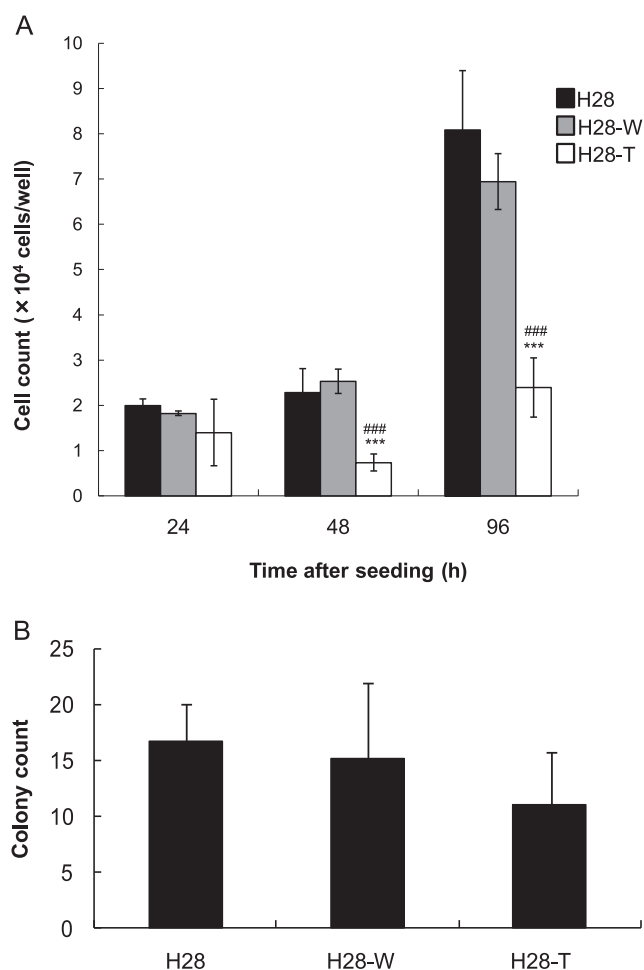 A
10
9
8
7
6
5
4
3
2
1
0
Cell count (×10⁴ cells/well)
H28
H28-W
H28-T
###
***
###
***
24
48
96
Time after seeding (h)
B
25
20
15
10
5
0
Colony count
H28
H28-W
H28-T